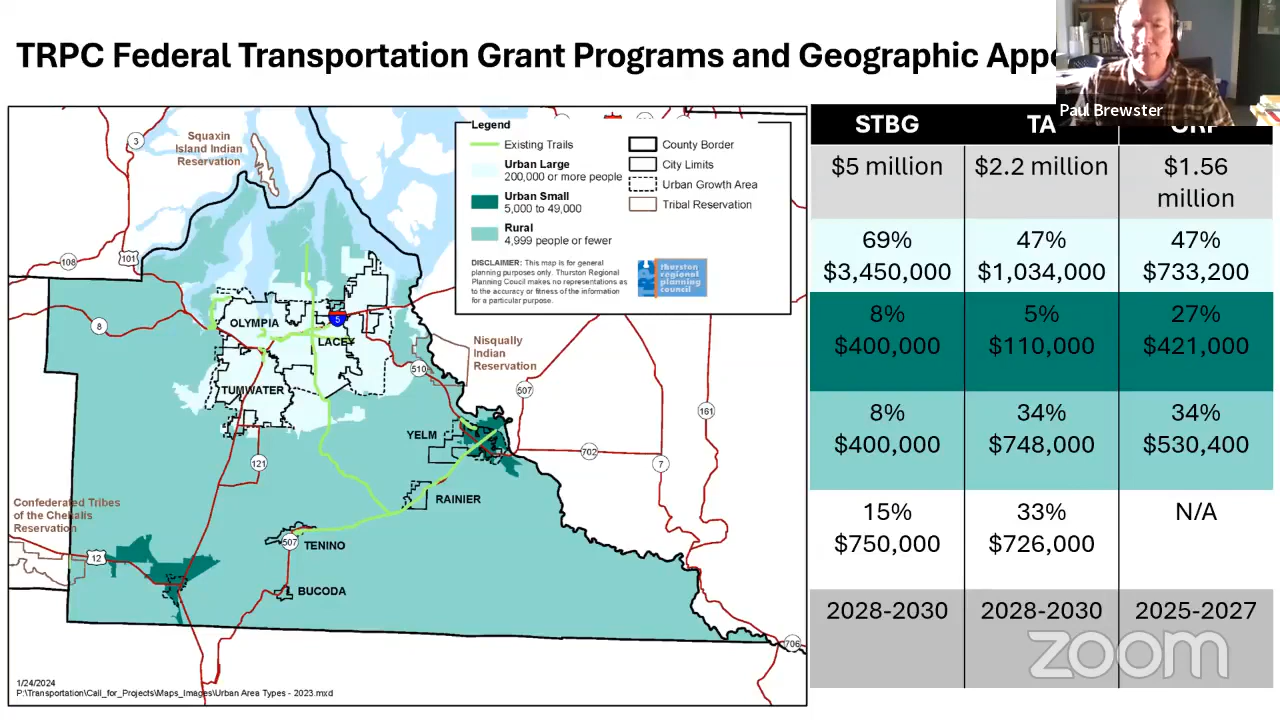 TRPC Federal Transportation Grant Programs and Geographic Appo
Paul Brewster
Legend
Existing Trails
Urban Large
200,000 or more people
Urban Small
5,000 to 49,000
Rural
4,999 people or fewer
County Border
City Limits
Urban Growth Area
Tribal Reservation
DISCLAIMER: This map is for general
planning purposes only. Thurston Regional
Planning Council makes no representations as
to the accuracy or fitness of the information
for a particular purpose.
TRPC
thurston
regional
planning
council
Squaxin
Island Indian
Reservation
3
101
108
8
OLYMPIA
5
LACEY
TUMWATER
Nisqually
Indian
Reservation
510
507
161
YELM
702
7
121
RAINIER
Confederated Tribes
of the Chehalis
Reservation
12
507
TENINO
BUCODA
706
1/24/2024
P:\Transportation\Call_for_Projects\Maps_Images\Urban Area Types - 2023.mxd
STBG TA
$5 million $2.2 million $1.56
million
69% 47% 47%
$3,450,000 $1,034,000 $733,200
8% 5% 27%
$400,000 $110,000 $421,000
8% 34% 34%
$400,000 $748,000 $530,400
15% 33% N/A
$750,000 $726,000
2028-2030 2028-2030 2025-2027
zoom